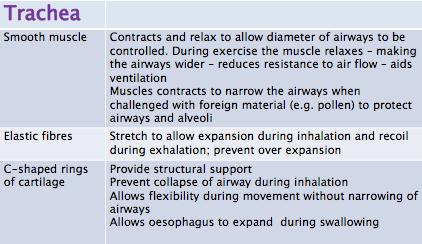 Trachea
Smooth muscle
Contracts and relax to allow diameter of airways to be
controlled. During exercise the muscle relaxes – making
the airways wider – reduces resistance to air flow – aids
ventilation
Muscles contracts to narrow the airways when
challenged with foreign material (e.g. pollen) to protect
airways and alveoli
Elastic fibres
Stretch to allow expansion during inhalation and recoil
during exhalation; prevent over expansion
C-shaped rings
of cartilage
Provide structural support
Prevent collapse of airway during inhalation
Allows flexibility during movement without narrowing of
airways
Allows oesophagus to expand during swallowing